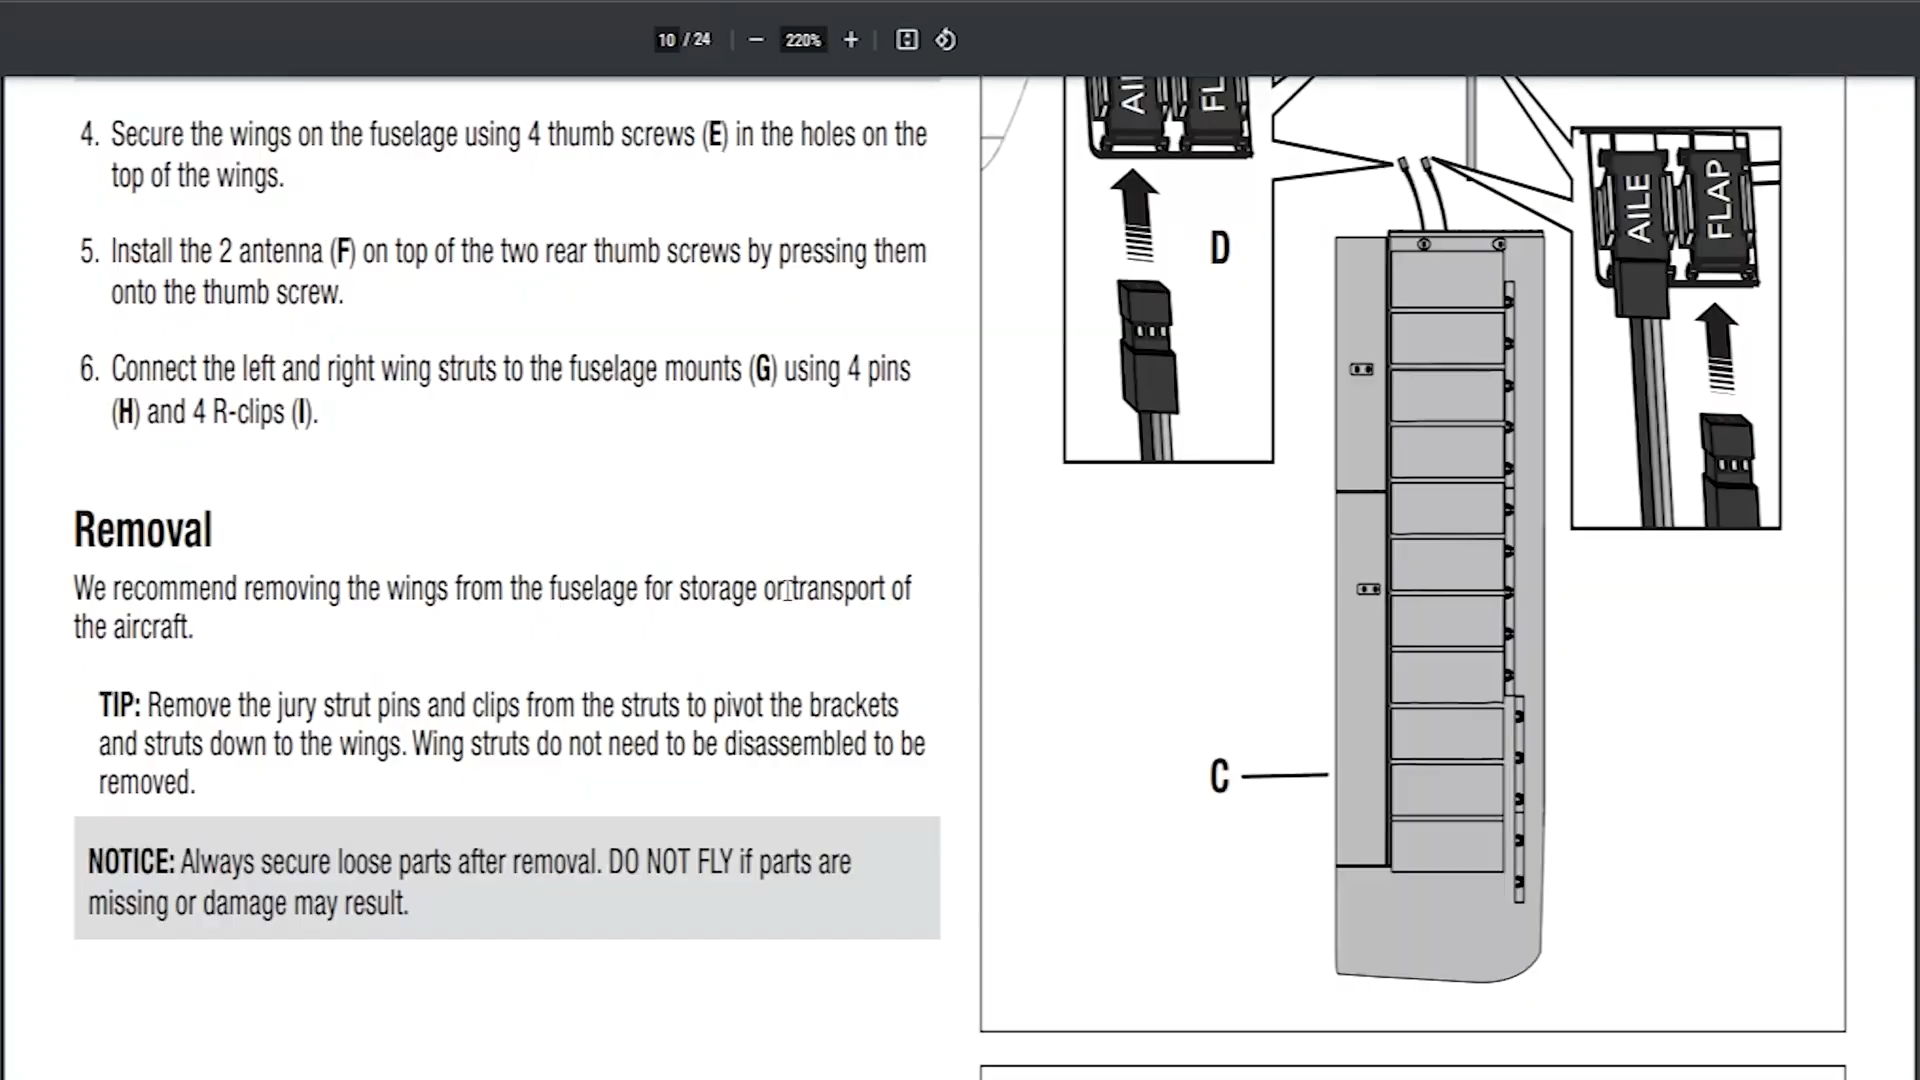 10 / 24
220%
4. Secure the wings on the fuselage using 4 thumb screws (E) in the holes on the
top of the wings.
5. Install the 2 antenna (F) on top of the two rear thumb screws by pressing them
onto the thumb screw.
6. Connect the left and right wing struts to the fuselage mounts (G) using 4 pins
(H) and 4 R-clips (I).
Removal
We recommend removing the wings from the fuselage for storage or transport of
the aircraft.
TIP: Remove the jury strut pins and clips from the struts to pivot the brackets
and struts down to the wings. Wing struts do not need to be disassembled to be
removed.
NOTICE: Always secure loose parts after removal. DO NOT FLY if parts are
missing or damage may result.
D
AILE
FLAP
C